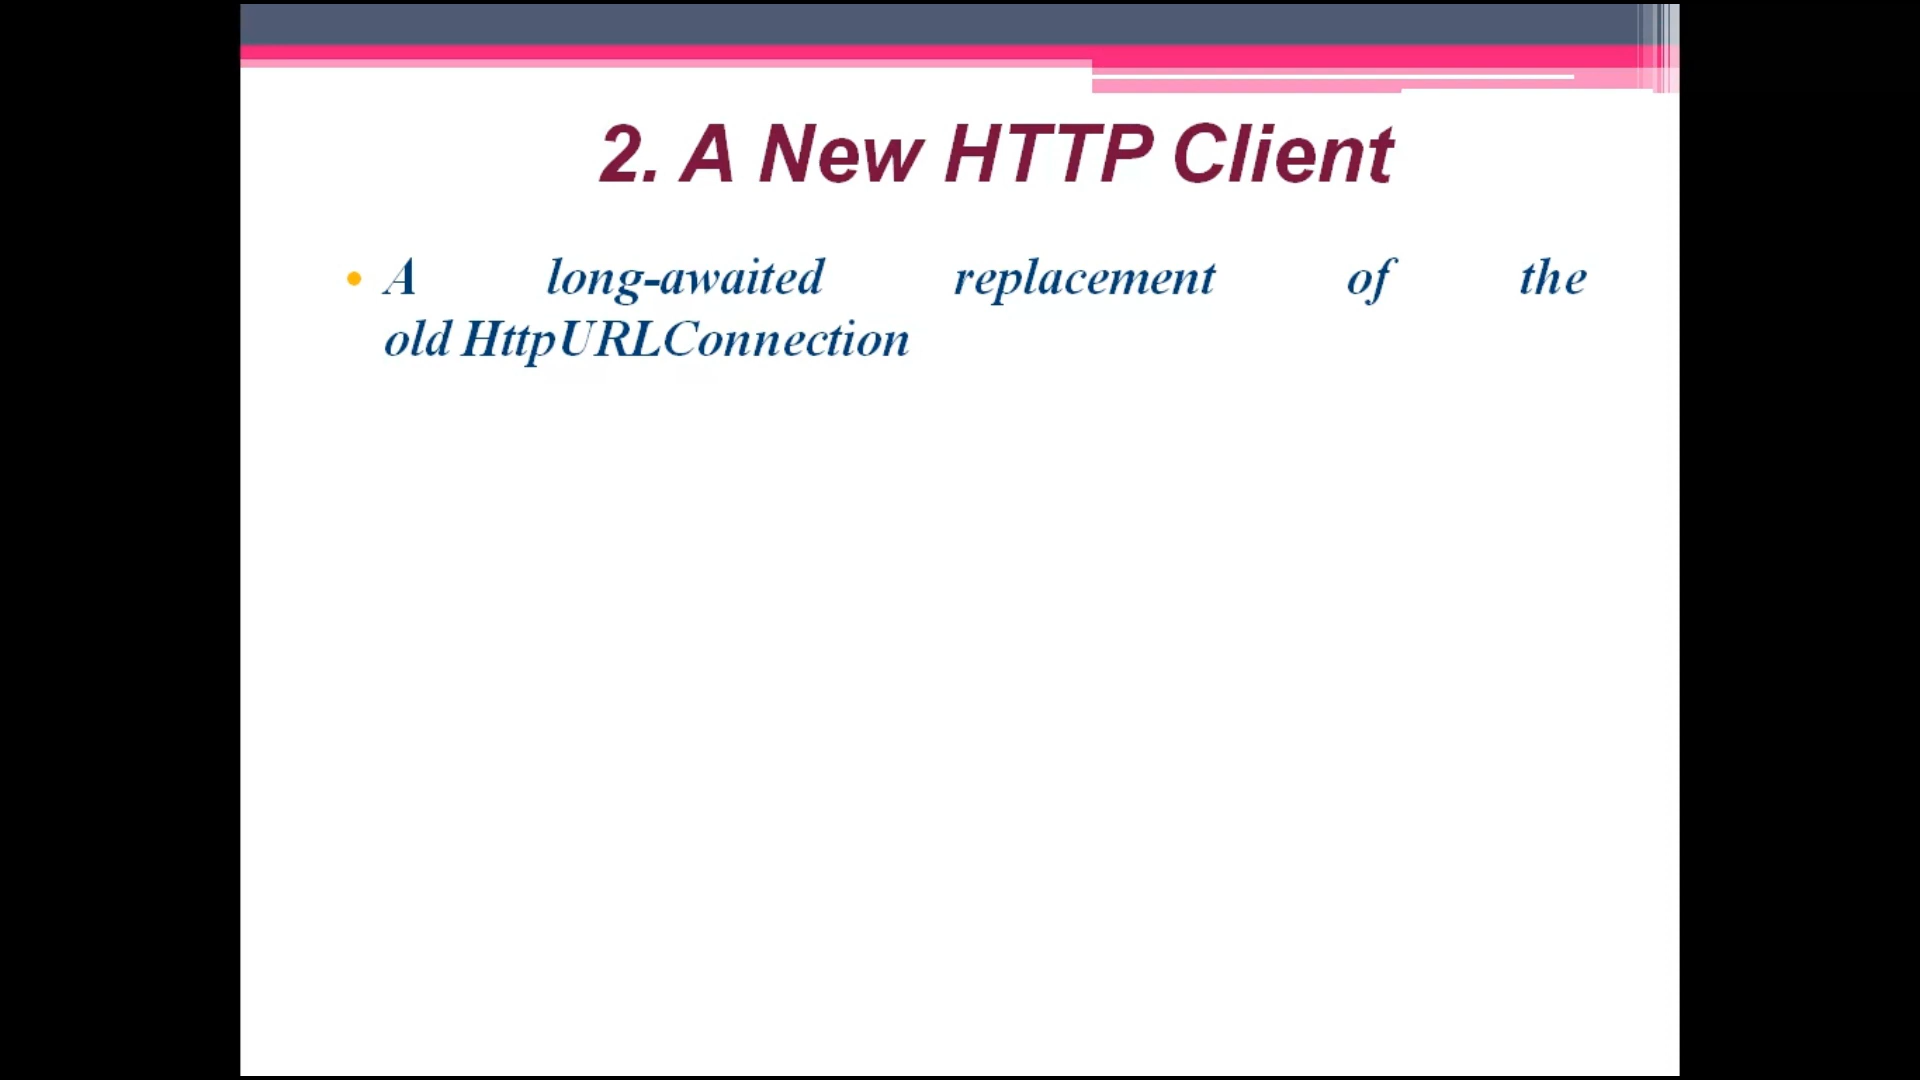 2. A New HTTP Client
• A long-awaited replacement of the
old HttpURLConnection